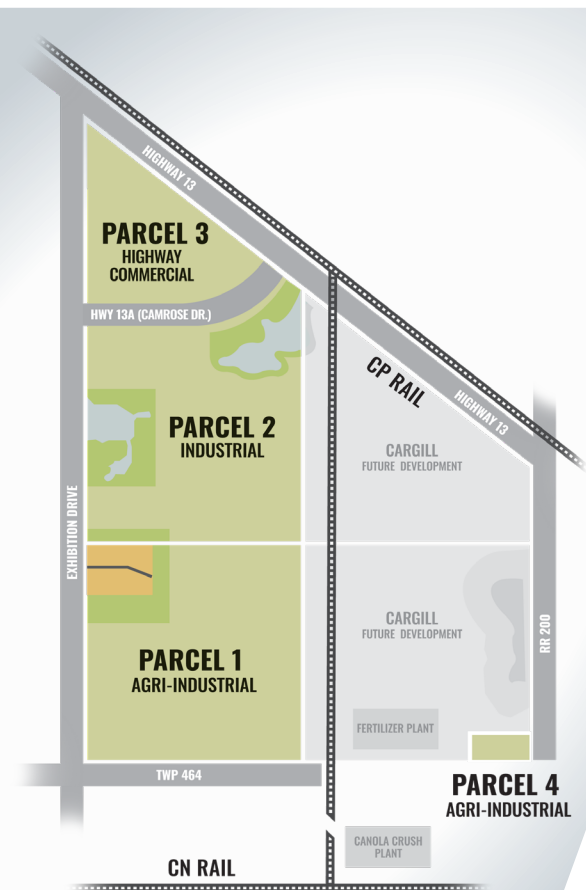 HIGHWAY 13
PARCEL 3
HIGHWAY
COMMERCIAL
HWY 13A (CAMROSE DR.)
CP RAIL
HIGHWAY 13
PARCEL 2
INDUSTRIAL
CARGILL
FUTURE DEVELOPMENT
EXHIBITION DRIVE
CARGILL
FUTURE DEVELOPMENT
RR 200
PARCEL 1
AGRI-INDUSTRIAL
FERTILIZER PLANT
TWP 464
PARCEL 4
AGRI-INDUSTRIAL
CANOLA CRUSH
PLANT
CN RAIL